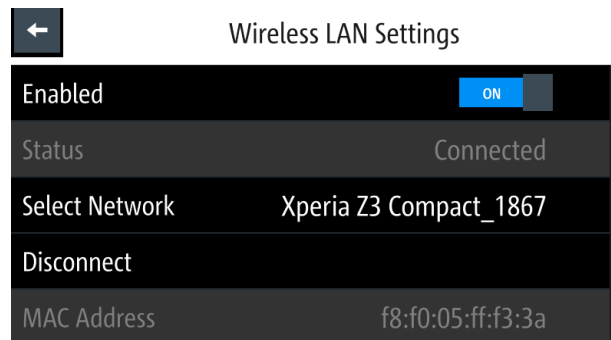 Wireless LAN Settings
Enabled ON
Status Connected
Select Network Xperia Z3 Compact_1867
Disconnect
MAC Address f8:f0:05:ff:f3:3a